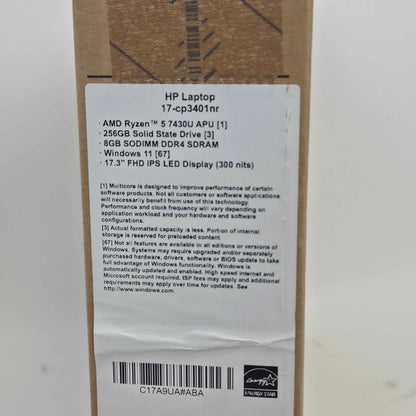 HP Laptop
17-cp3401nr
· AMD Ryzen™ 5 7430U APU [1]
· 256GB Solid State Drive [3]
· 8GB SODIMM DDR4 SDRAM
· Windows 11 [67]
· 17.3" FHD IPS LED Display (300 nits)
[1] Multicore is designed to improve performance of certain
software products. Not all customers or software applications
will necessarily benefit from use of this technology.
Performance and clock frequency will vary depending on
application workload and your hardware and software
configurations.
[3] Actual formatted capacity is less. Portion of internal
storage is reserved for preloaded content.
[67] Not all features are available in all editions or versions of
Windows. Systems may require upgraded and/or separately
purchased hardware, drivers, software or BIOS update to take
full advantage of Windows functionality. Windows is
automatically updated and enabled. High speed internet and
Microsoft account required. ISP fees may apply and additional
requirements may apply over time for updates. See
http://www.windows.com.
C17A9UA#ABA
energy
ENERGY STAR